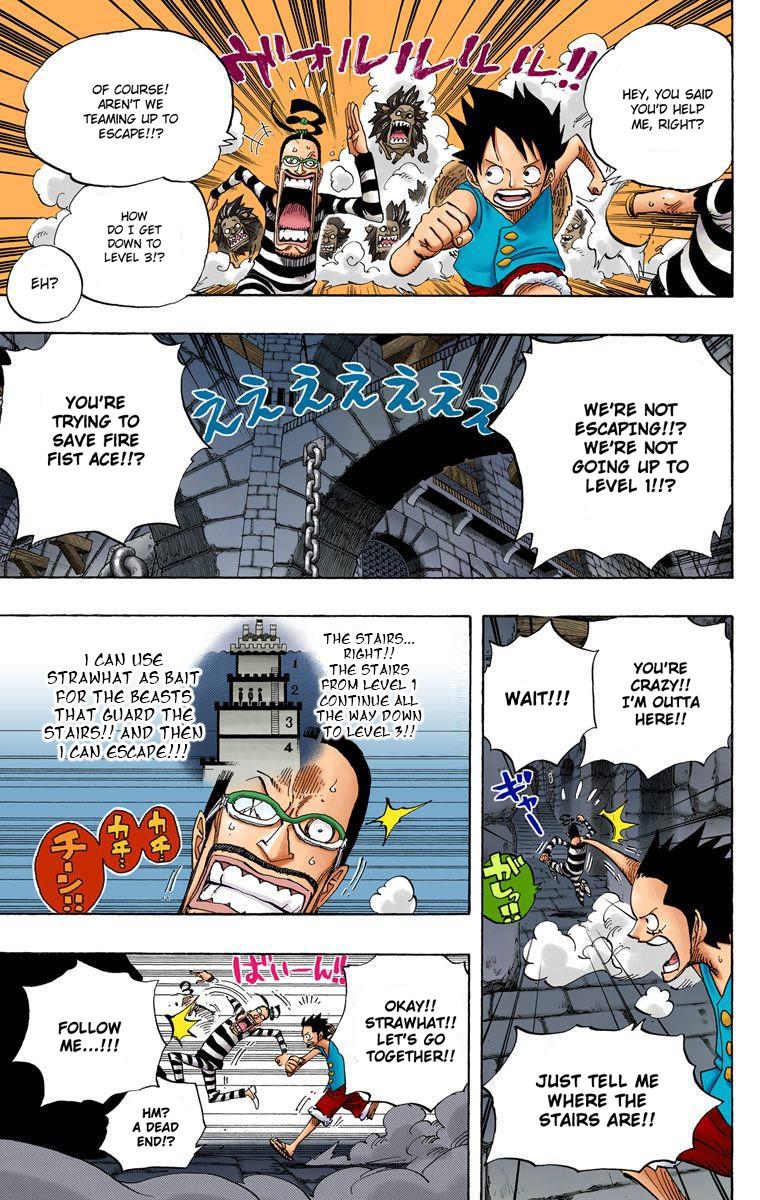 HEY, YOU SAID
YOU'D HELP
ME, RIGHT?
ヴオルルルルル!!
OF COURSE!
AREN'T WE
TEAMING UP TO
ESCAPE!!?
HOW
DO I GET
DOWN TO
LEVEL 3!?
EH?
WE'RE NOT
ESCAPING!!?
WE'RE NOT
GOING UP TO
LEVEL 1!!?
ええええええええ
YOU'RE
TRYING TO
SAVE FIRE
FIST ACE!!?
YOU'RE
CRAZY!!
I'M OUTTA
HERE!!
WAIT!!!
ギャー
ガしっ!!
JUST TELL ME
WHERE THE
STAIRS ARE!!
THE STAIRS...
RIGHT!!
THE STAIRS
FROM LEVEL 1
CONTINUE ALL
THE WAY DOWN
TO LEVEL 3!!
1
2
3
4
I CAN USE
STRAWHAT AS BAIT
FOR THE BEASTS
THAT GUARD THE
STAIRS!! AND THEN
I CAN ESCAPE!!!
カチ…
カチ…
チーン!!
OKAY!!
STRAWHAT!!
LET'S GO
TOGETHER!!
ばいーん!!
FOLLOW
ME...!!!
HM?
A DEAD
END!?